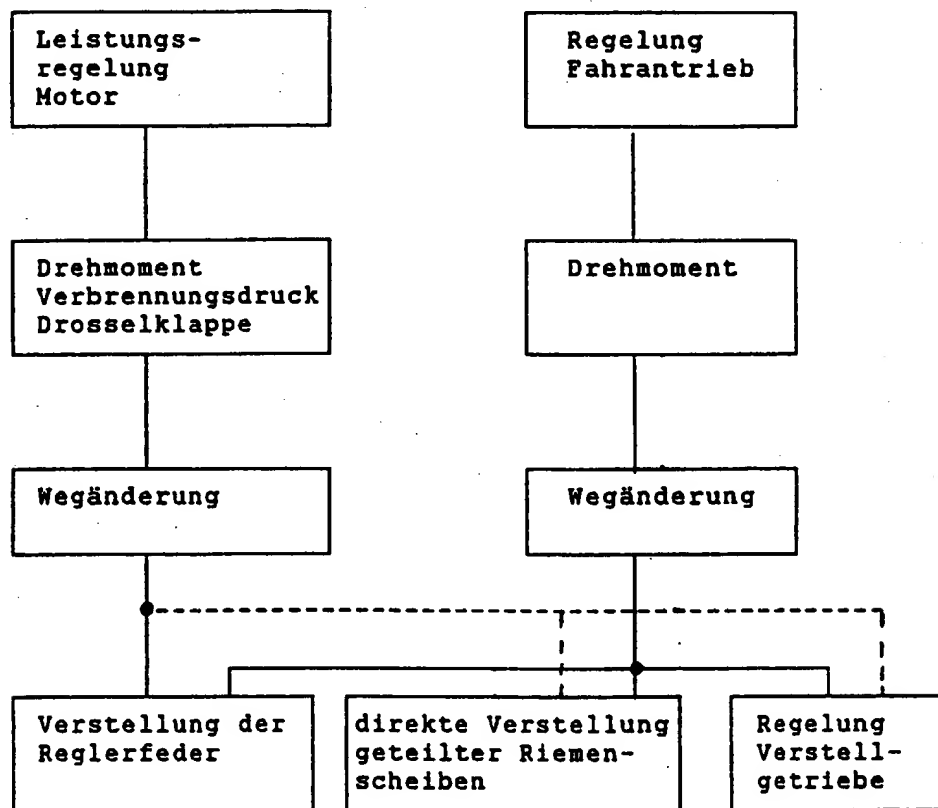 Leistungs-
regelung
Motor
Regelung
Fahrantrieb
Drehmoment
Verbrennungsdruck
Drosselklappe
Drehmoment
Wegänderung
Wegänderung
Verstellung der
Reglerfeder
direkte Verstellung
geteilter Riemen-
scheiben
Regelung
Verstell-
getriebe